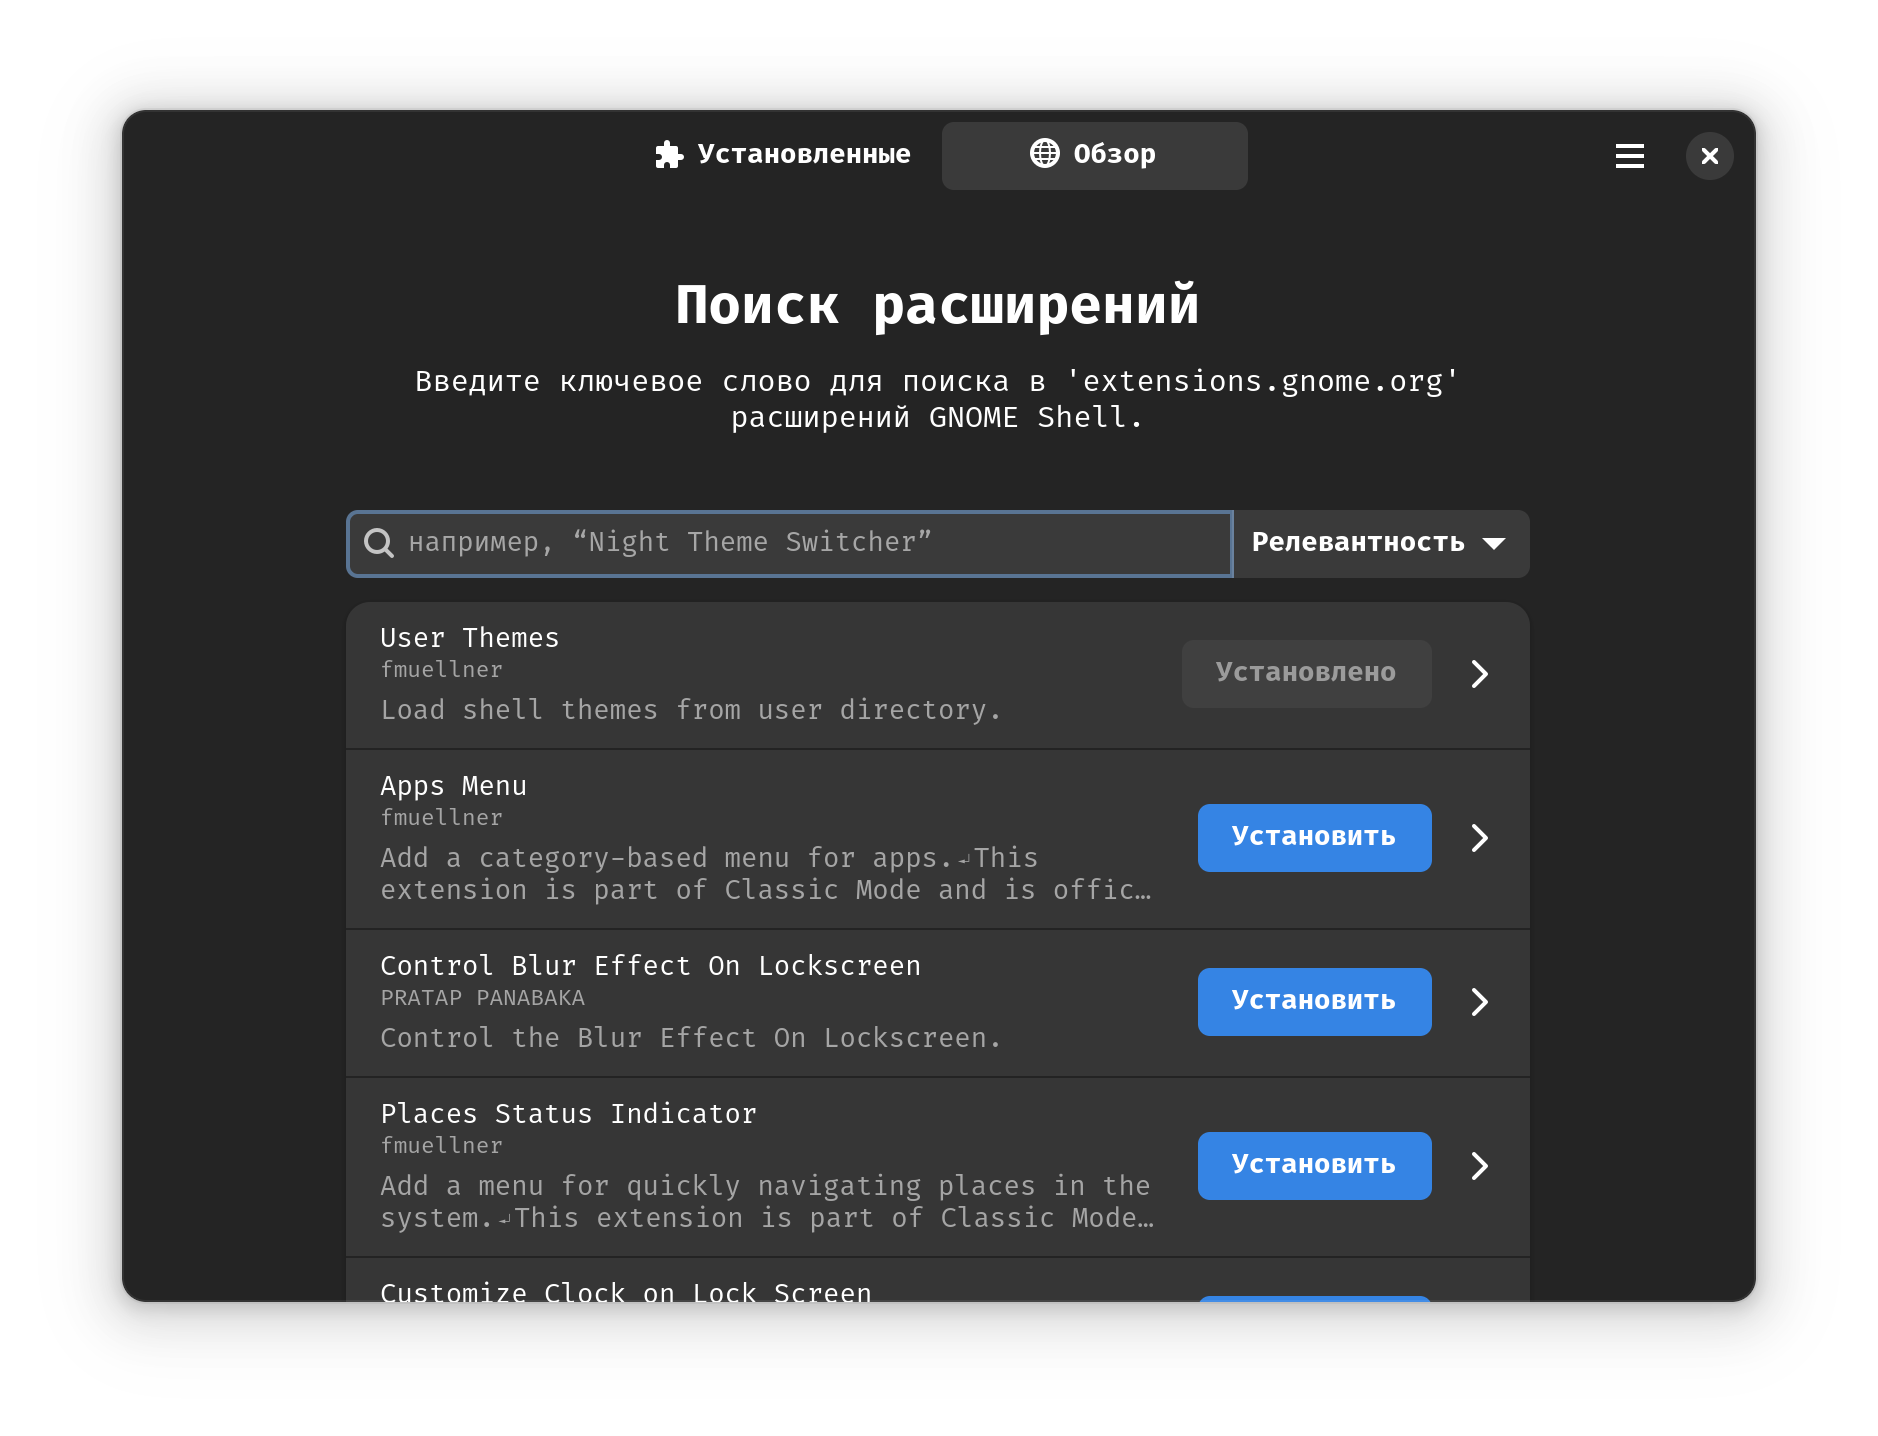 Установленные
Обзор
Поиск расширений
Введите ключевое слово для поиска в 'extensions.gnome.org'
расширений GNOME Shell.
например, “Night Theme Switcher”
Релевантность
User Themes
fmuellner
Load shell themes from user directory.
Установлено
Apps Menu
fmuellner
Add a category-based menu for apps.↲This
extension is part of Classic Mode and is offic…
Установить
Control Blur Effect On Lockscreen
PRATAP PANABAKA
Control the Blur Effect On Lockscreen.
Установить
Places Status Indicator
fmuellner
Add a menu for quickly navigating places in the
system.↲This extension is part of Classic Mode…
Установить
Customize Clock on Lock Screen